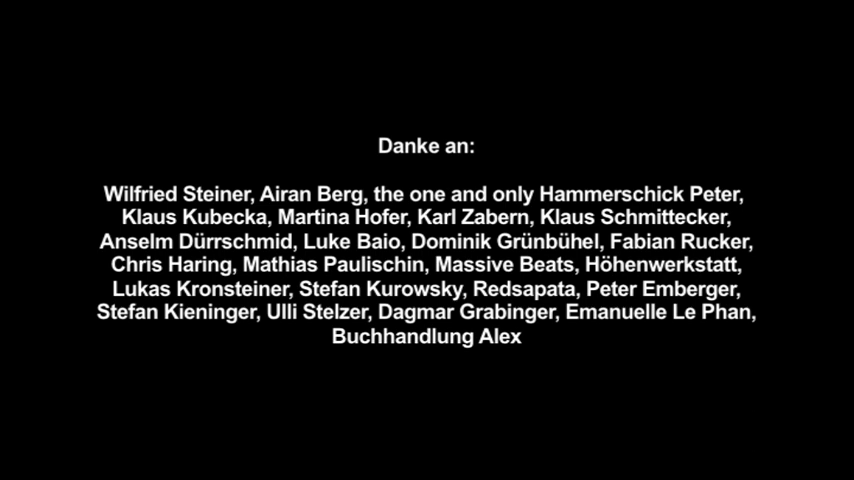 Danke an:
Wilfried Steiner, Airan Berg, the one and only Hammerschick Peter,
Klaus Kubecka, Martina Hofer, Karl Zabern, Klaus Schmittecker,
Anselm Dürrschmid, Luke Baio, Dominik Grünbühel, Fabian Rucker,
Chris Haring, Mathias Paulischin, Massive Beats, Höhenwerkstatt,
Lukas Kronsteiner, Stefan Kurowsky, Redsapata, Peter Emberger,
Stefan Kieninger, Ulli Stelzer, Dagmar Grabinger, Emanuelle Le Phan,
Buchhandlung Alex